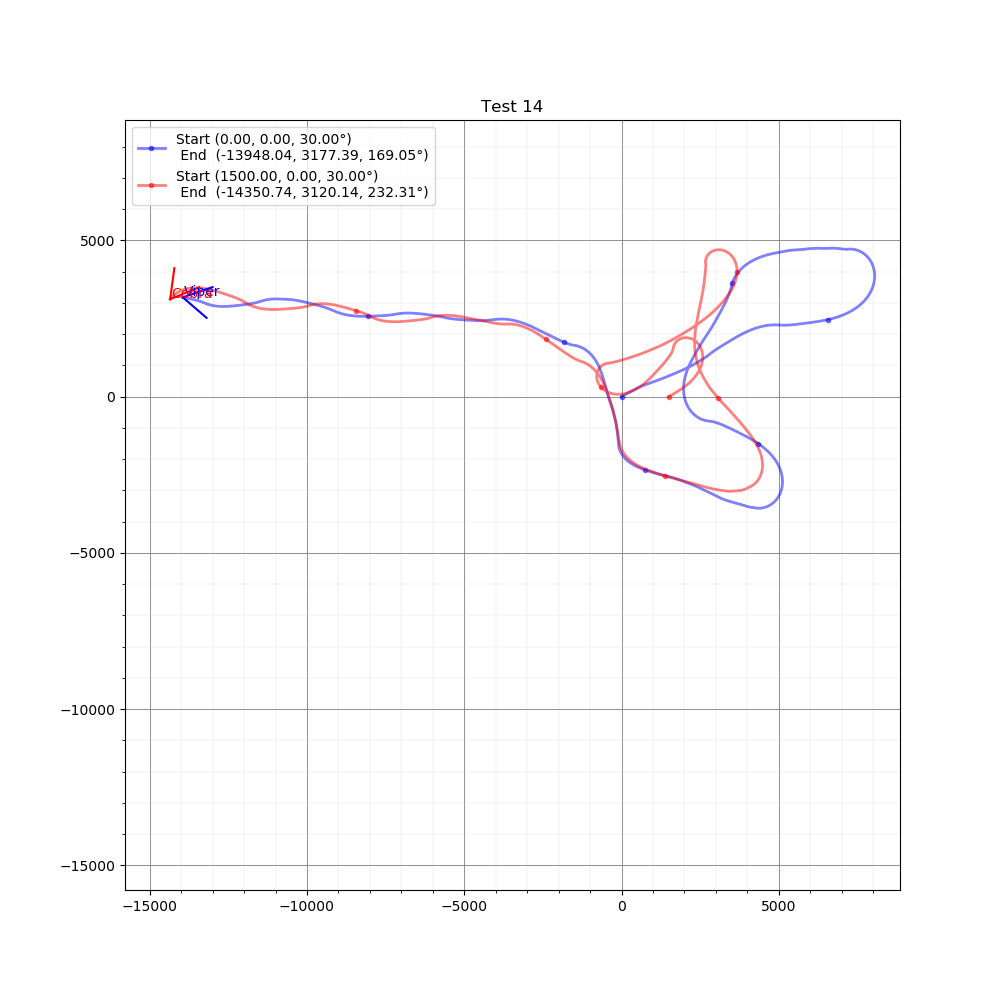 Test 14
Start (0.00, 0.00, 30.00°)
End (-13948.04, 3177.39, 169.05°)
Start (1500.00, 0.00, 30.00°)
End (-14350.74, 3120.14, 232.31°)
5000
0
−5000
−10000
−15000
−15000
−10000
−5000
0
5000